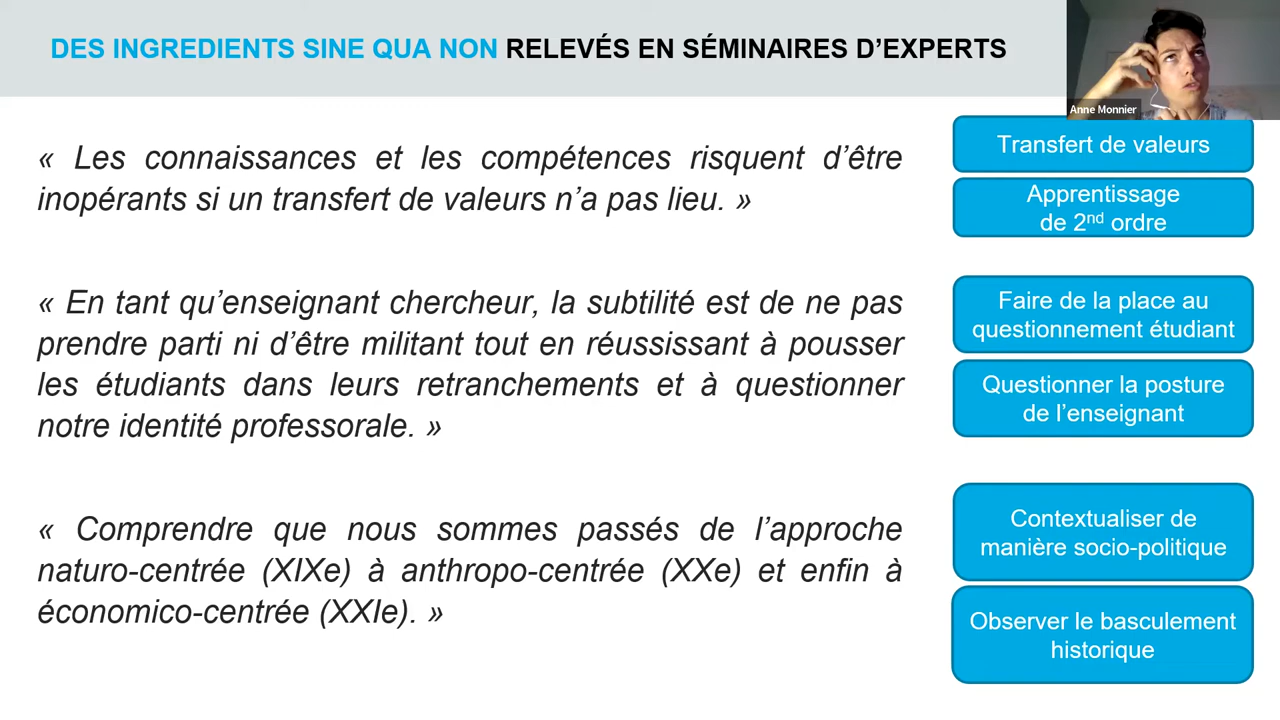 DES INGREDIENTS SINE QUA NON RELEVÉS EN SÉMINAIRES D’EXPERTS
Anne Monnier
« Les connaissances et les compétences risquent d’être
inopérants si un transfert de valeurs n’a pas lieu. »
Transfert de valeurs
Apprentissage
de 2nd ordre
« En tant qu’enseignant chercheur, la subtilité est de ne pas
prendre parti ni d’être militant tout en réussissant à pousser
les étudiants dans leurs retranchements et à questionner
notre identité professorale. »
Faire de la place au
questionnement étudiant
Questionner la posture
de l’enseignant
« Comprendre que nous sommes passés de l’approche
naturo-centrée (XIXe) à anthropo-centrée (XXe) et enfin à
économico-centrée (XXIe). »
Contextualiser de
manière socio-politique
Observer le basculement
historique